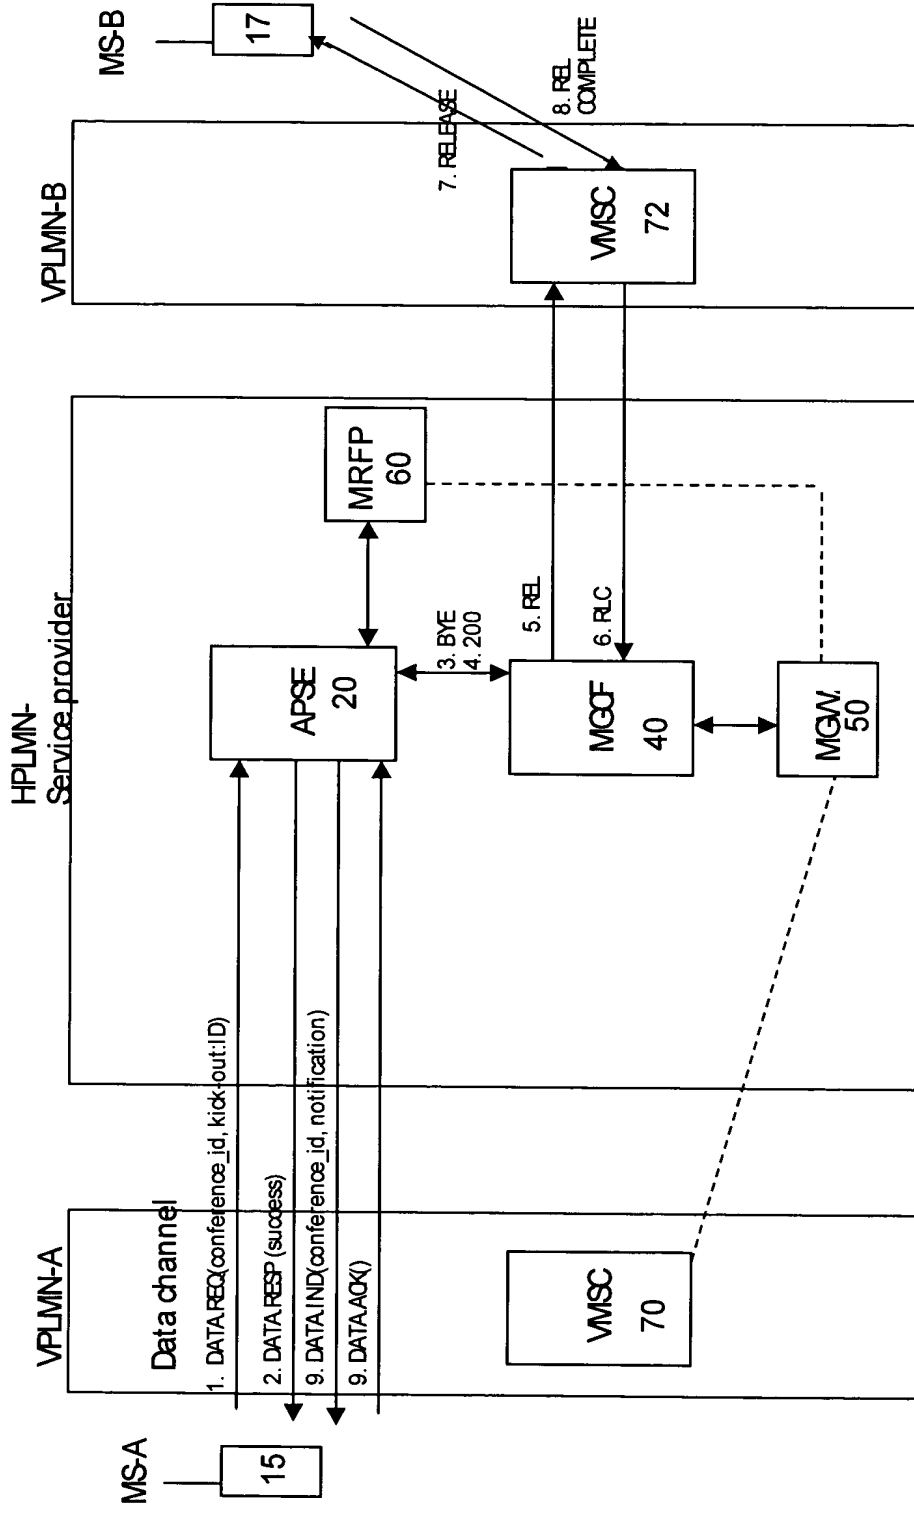 VPLMN-A
HPLMN-
Service provider
VPLMN-B
MS-A
15
MS-B
17
Data channel
1. DATA.REQ(conference_id, kick-out:ID)
2. DATA.RESP (success)
9. DATA.IND(conference_id, notification)
9. DATA.ACK()
APSE
20
MRFP
60
3. BYE
4. 200
5. REL
6. RLC
7. RELEASE
8. REL
COMPLETE
VMSC
70
MGCF
40
MGW.
50
VMSC
72